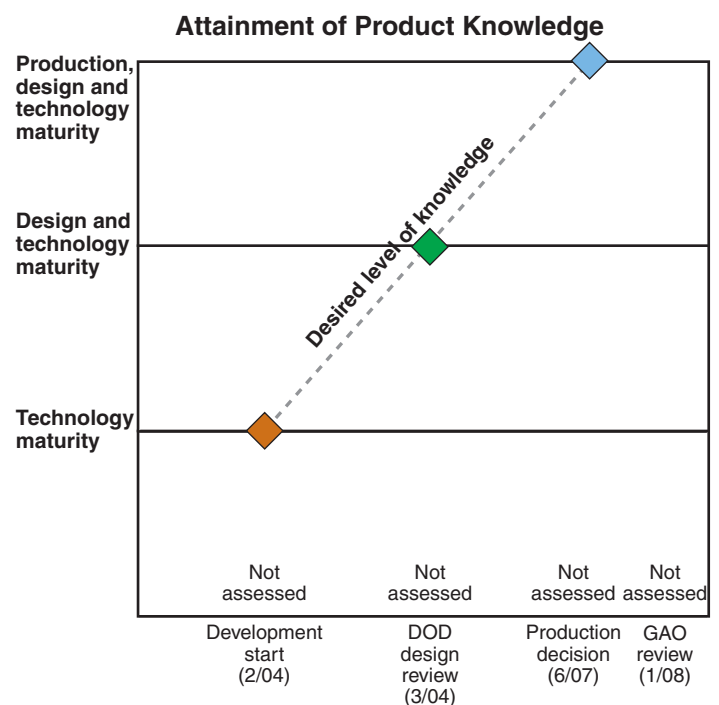 Attainment of Product Knowledge
Production,
design and
technology
maturity
Design and
technology
maturity
Technology
maturity
Desired level of knowledge
Not
assessed
Not
assessed
Not
assessed
Not
assessed
Development
start
(2/04)
DOD
design
review
(3/04)
Production
decision
(6/07)
GAO
review
(1/08)